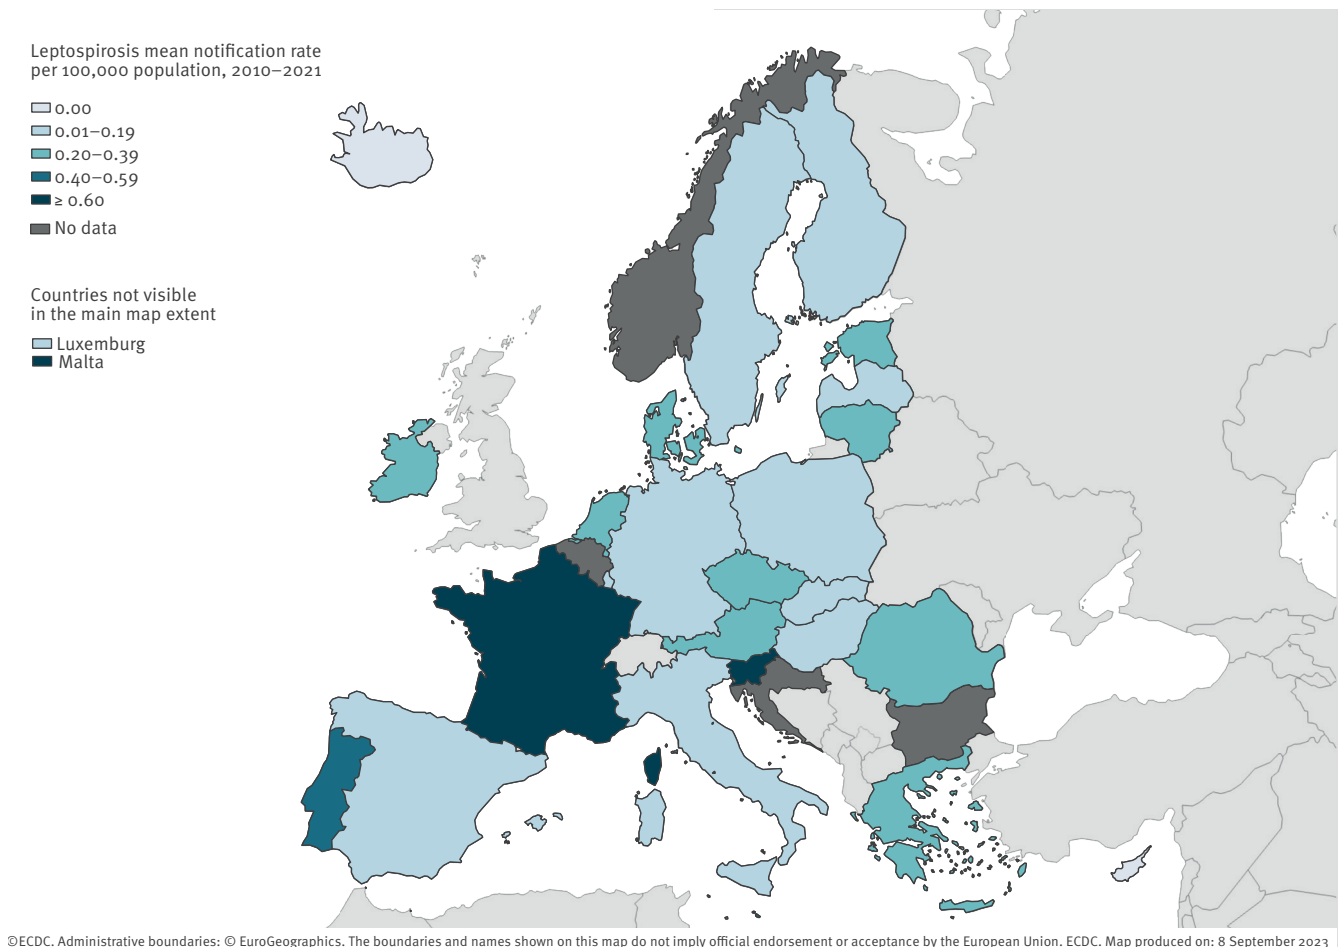 Leptospirosis mean notification rate
per 100,000 population, 2010–2021
0.00
0.01–0.19
0.20–0.39
0.40–0.59
≥ 0.60
No data
Countries not visible
in the main map extent
Luxemburg
Malta
©ECDC. Administrative boundaries: © EuroGeographics. The boundaries and names shown on this map do not imply official endorsement or acceptance by the European Union. ECDC. Map produced on: 8 September 2023